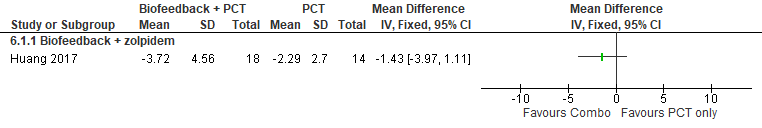 Biofeedback + PCT PCT Mean Difference Mean Difference
Study or Subgroup Mean SD Total Mean SD Total IV, Fixed, 95% CI IV, Fixed, 95% CI
6.1.1 Biofeedback + zolpidem
Huang 2017 -3.72 4.56 18 -2.29 2.7 14 -1.43 [-3.97, 1.11]
-10 -5 0 5 10
Favours Combo Favours PCT only